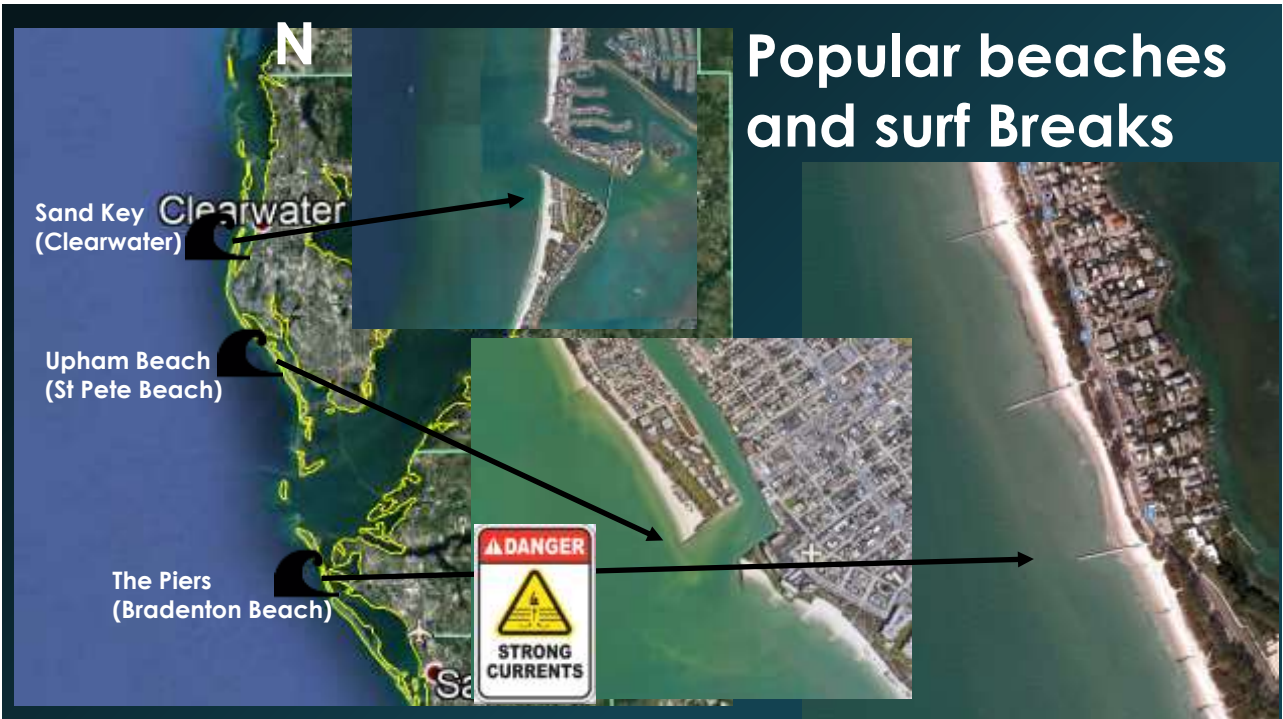 N
Popular beaches
and surf Breaks
Sand Key
(Clearwater)
Clearwater
Upham Beach
(St Pete Beach)
The Piers
(Bradenton Beach)
DANGER
STRONG
CURRENTS
Sa